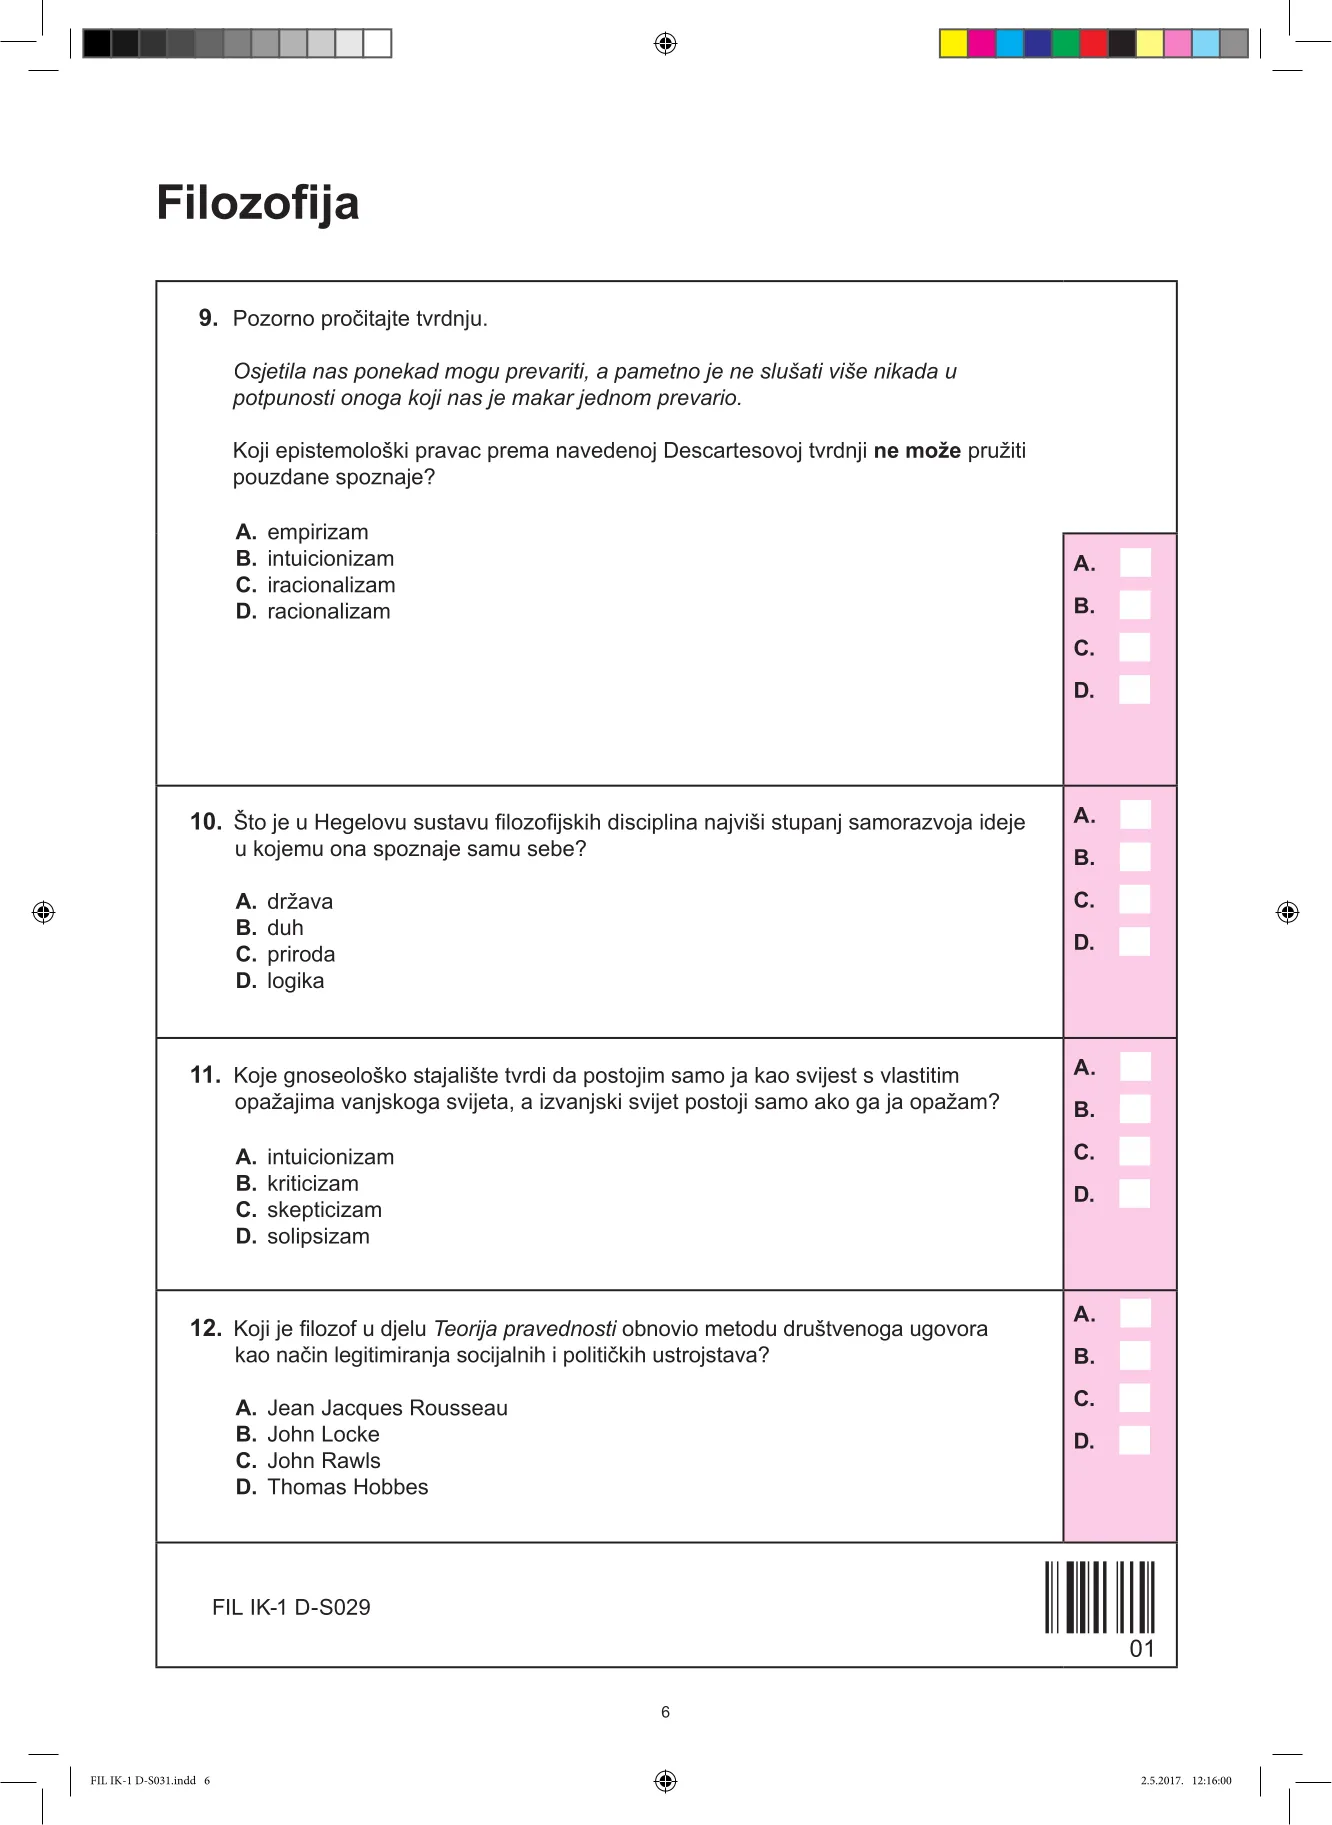 Filozofija
9. Pozorno pročitajte tvrdnju.
Osjetila nas ponekad mogu prevariti, a pametno je ne slušati više nikada u
potpunosti onoga koji nas je makar jednom prevario.
Koji epistemološki pravac prema navedenoj Descartesovoj tvrdnji ne može pružiti
pouzdane spoznaje?
A. empirizam
B. intuicionizam
C. iracionalizam
D. racionalizam
A.
B.
C.
D.
10. Što je u Hegelovu sustavu filozofijskih disciplina najviši stupanj samorazvoja ideje
u kojemu ona spoznaje samu sebe?
A. država
B. duh
C. priroda
D. logika
A.
B.
C.
D.
11. Koje gnoseološko stajalište tvrdi da postojim samo ja kao svijest s vlastitim
opažajima vanjskoga svijeta, a izvanjski svijet postoji samo ako ga ja opažam?
A. intuicionizam
B. kriticizam
C. skepticizam
D. solipsizam
A.
B.
C.
D.
12. Koji je filozof u djelu Teorija pravednosti obnovio metodu društvenoga ugovora
kao način legitimiranja socijalnih i političkih ustrojstava?
A. Jean Jacques Rousseau
B. John Locke
C. John Rawls
D. Thomas Hobbes
A.
B.
C.
D.
FIL IK-1 D-S029
01
6
FIL IK-1 D-S031.indd 6
2.5.2017. 12:16:00